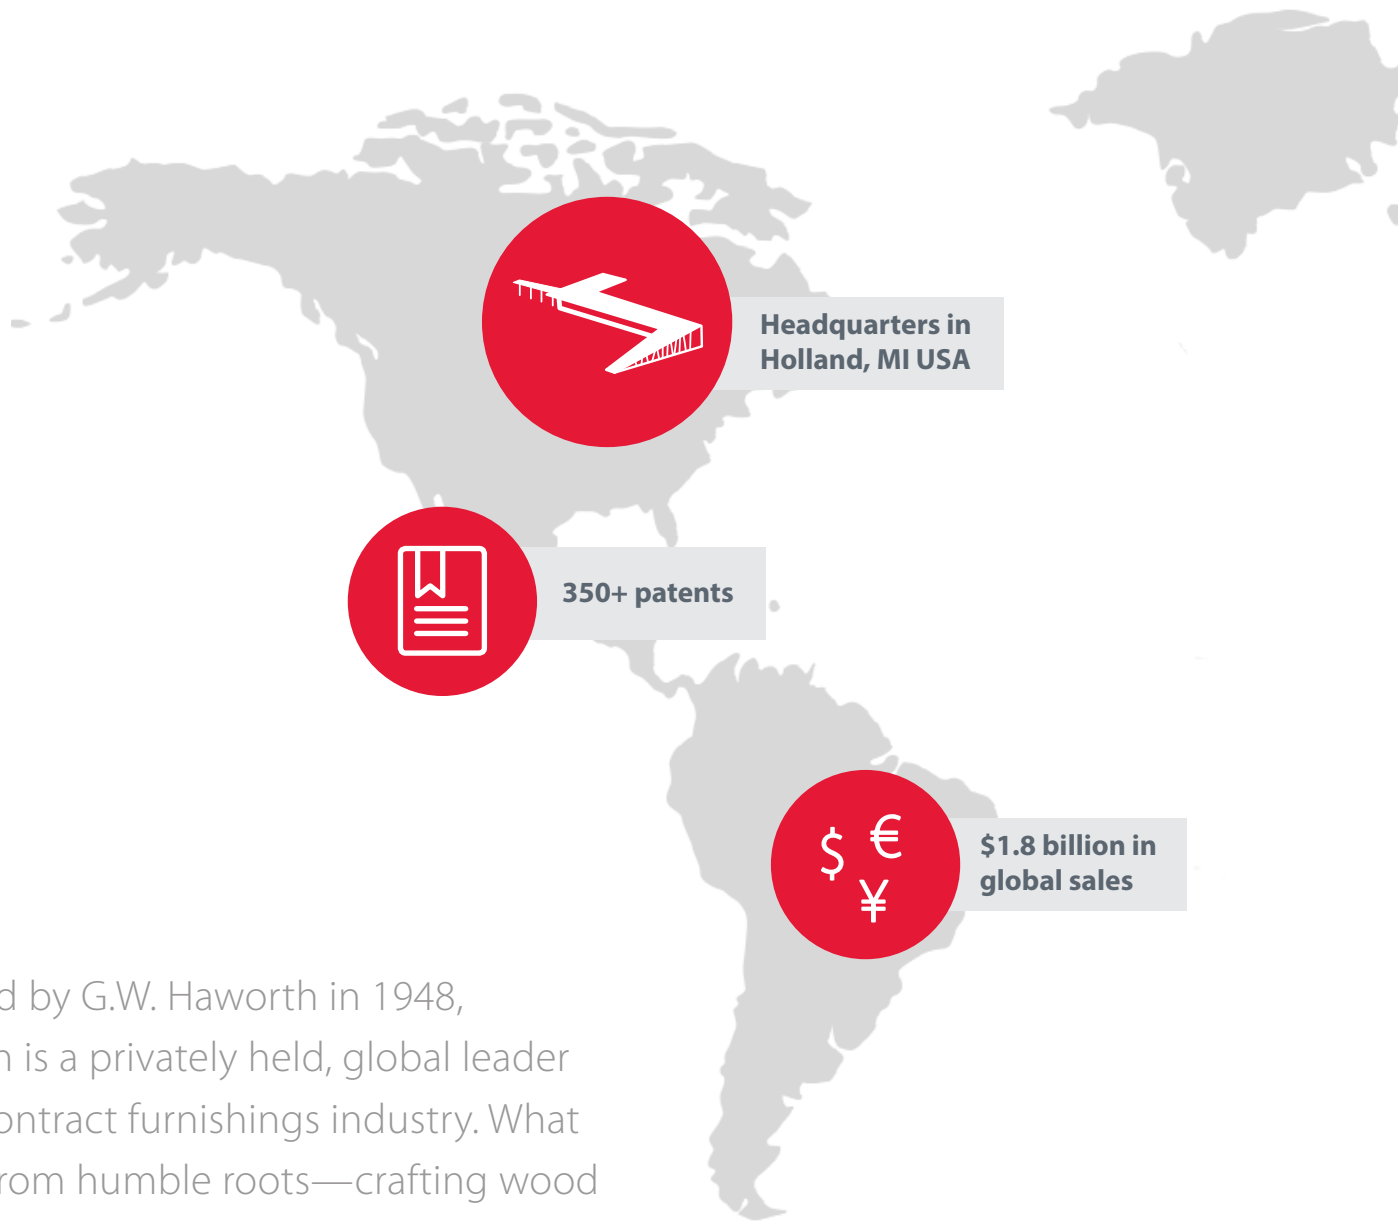 Headquarters in
Holland, MI USA
350+ patents
$ €
¥
$1.8 billion in
global sales
d by G.W. Haworth in 1948,
is a privately held, global leader
ontract furnishings industry. What
rom humble roots—crafting wood